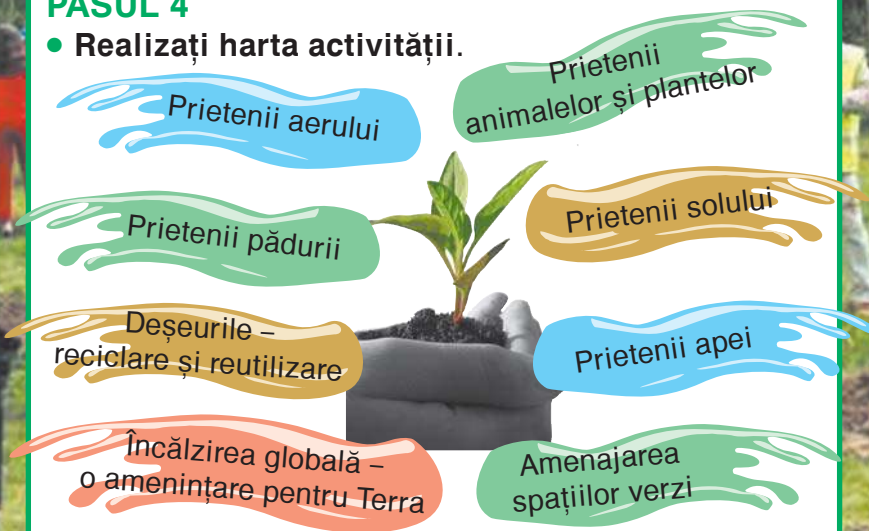 PASUL 4
• Realizați harta activității.
Prietenii aerului
Prietenii
animalelor și plantelor
Prietenii pădurii
Prietenii solului
Deșeurile –
reciclare și reutilizare
Prietenii apei
Încălzirea globală –
o amenințare pentru Terra
Amenajarea
spațiilor verzi